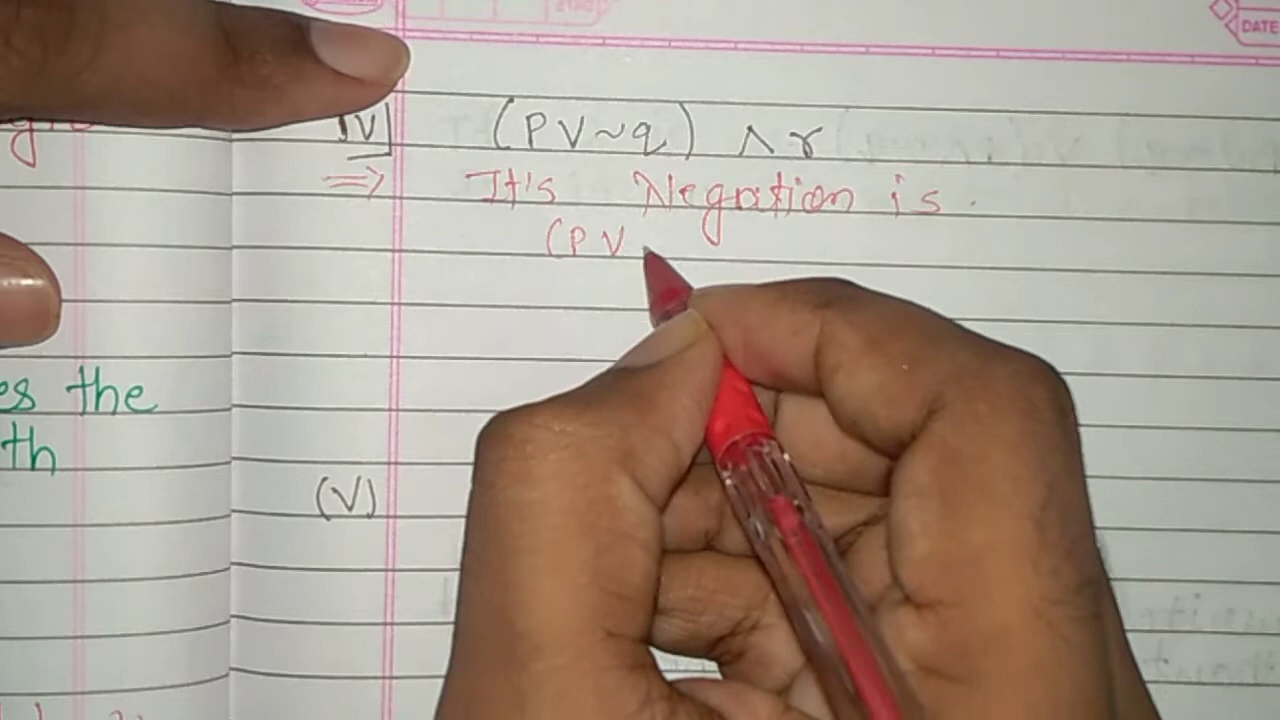 DATE
IV] (P V ~ q) ∧ r
=> It's Negation is.
(P V
es the
th
(V)